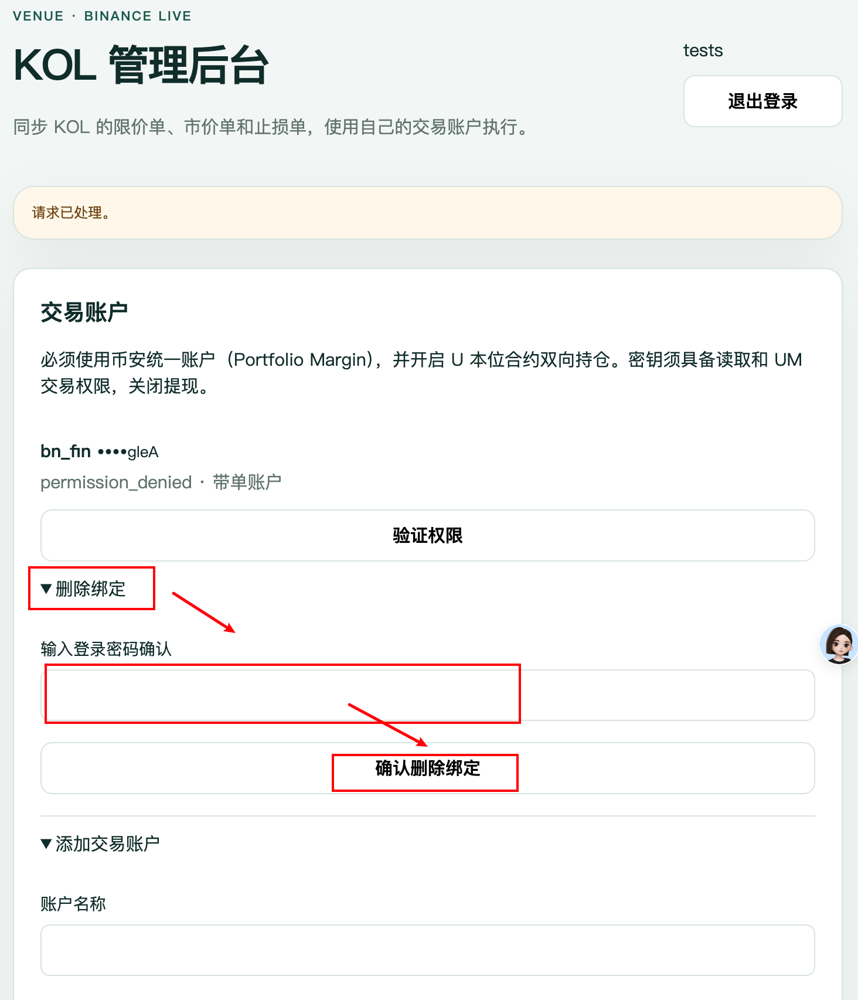 VENUE · BINANCE LIVE
KOL 管理后台
tests
退出登录
同步 KOL 的限价单、市价单和止损单，使用自己的交易账户执行。
请求已处理。
交易账户
必须使用币安统一账户（Portfolio Margin），并开启 U 本位合约双向持仓。密钥须具备读取和 UM
交易权限，关闭提现。
bn_fin ••••gleA
permission_denied · 带单账户
验证权限
▼删除绑定
输入登录密码确认
确认删除绑定
▼添加交易账户
账户名称